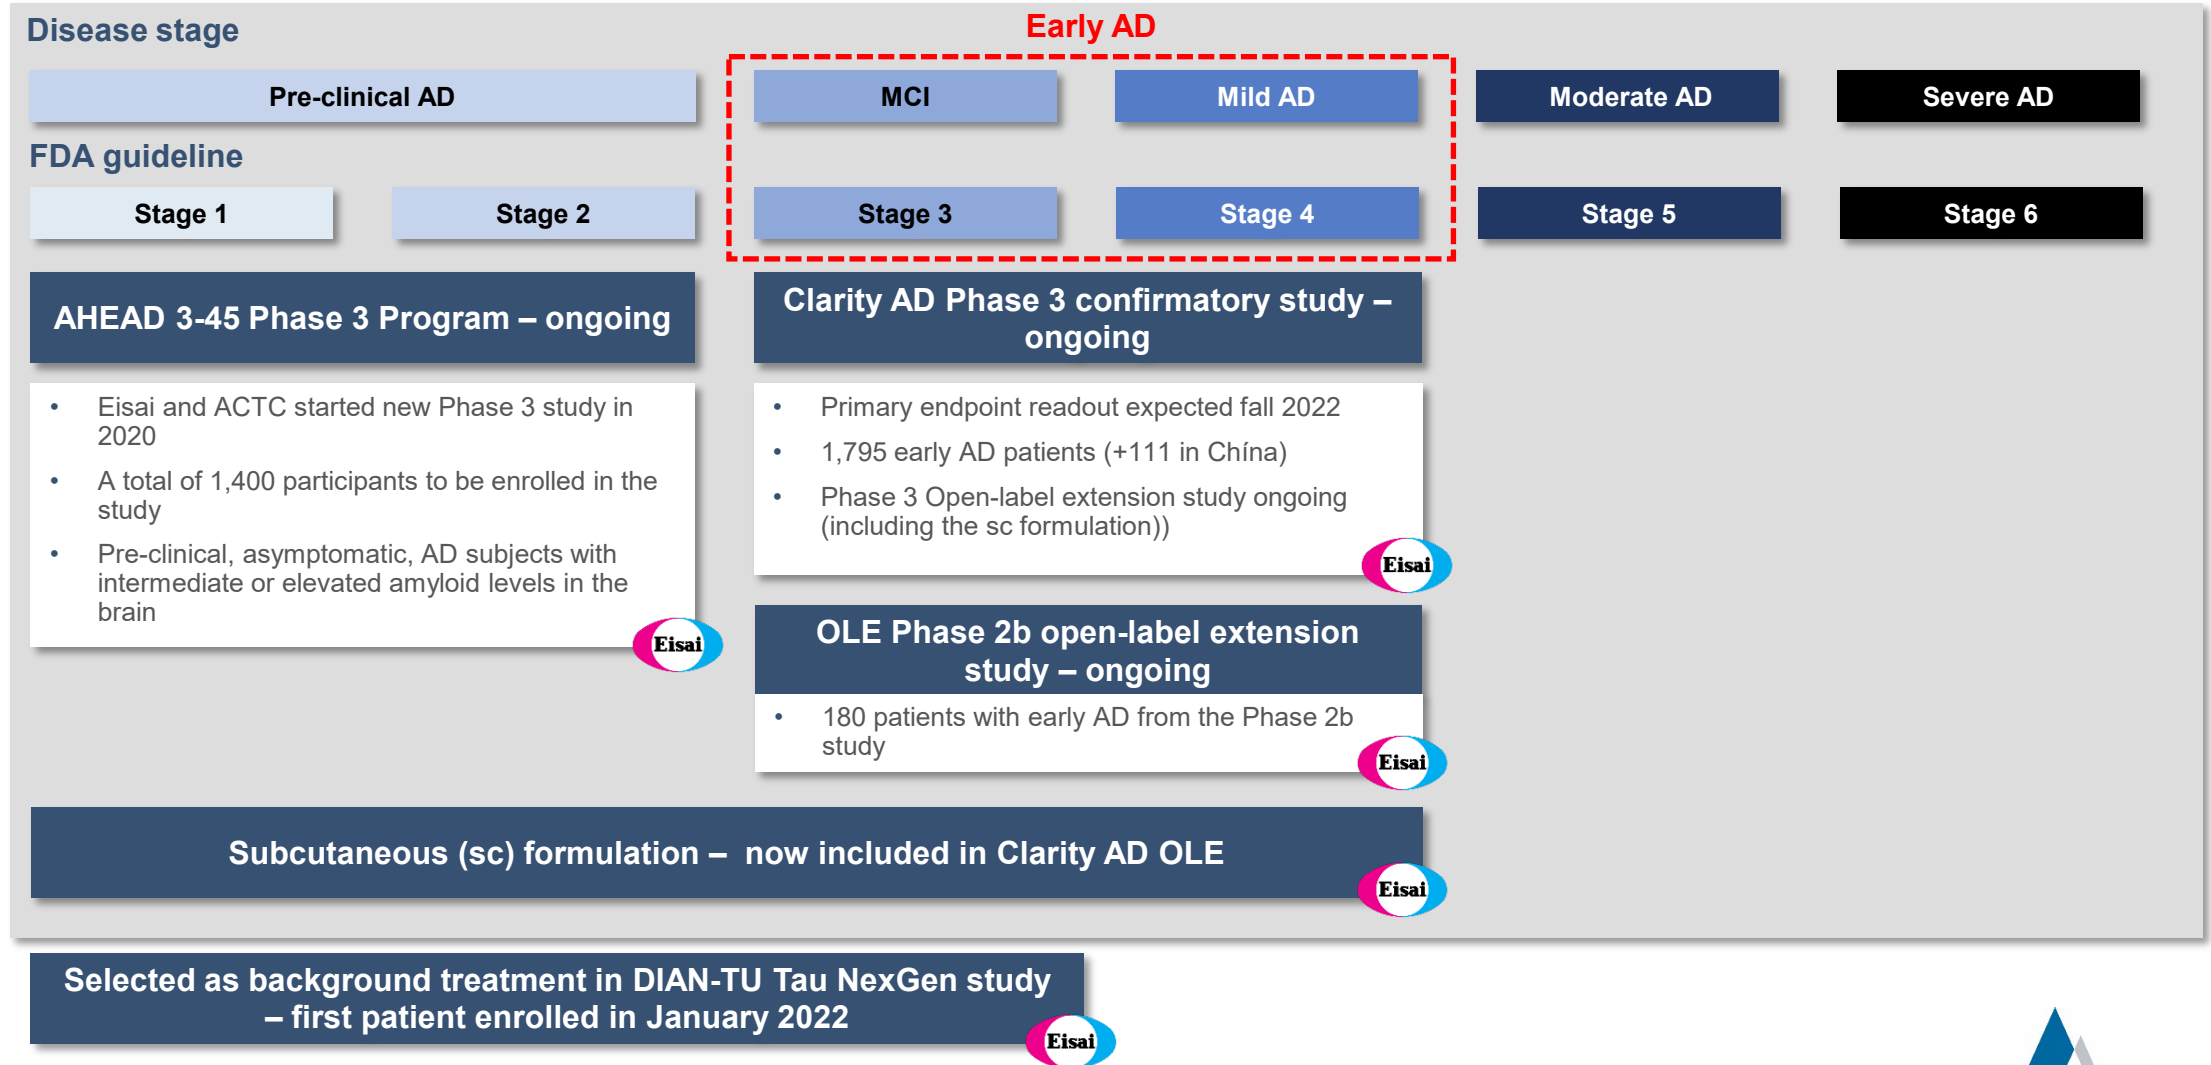 Disease stage
Early AD
Pre-clinical AD
MCI
Mild AD
Moderate AD
Severe AD
FDA guideline
Stage 1
Stage 2
Stage 3
Stage 4
Stage 5
Stage 6
AHEAD 3-45 Phase 3 Program – ongoing
• Eisai and ACTC started new Phase 3 study in
2020
• A total of 1,400 participants to be enrolled in the
study
• Pre-clinical, asymptomatic, AD subjects with
intermediate or elevated amyloid levels in the
brain
Eisai
Clarity AD Phase 3 confirmatory study –
ongoing
• Primary endpoint readout expected fall 2022
• 1,795 early AD patients (+111 in Chína)
• Phase 3 Open-label extension study ongoing
(including the sc formulation))
Eisai
OLE Phase 2b open-label extension
study – ongoing
• 180 patients with early AD from the Phase 2b
study
Eisai
Subcutaneous (sc) formulation – now included in Clarity AD OLE
Eisai
Selected as background treatment in DIAN-TU Tau NexGen study
– first patient enrolled in January 2022
Eisai